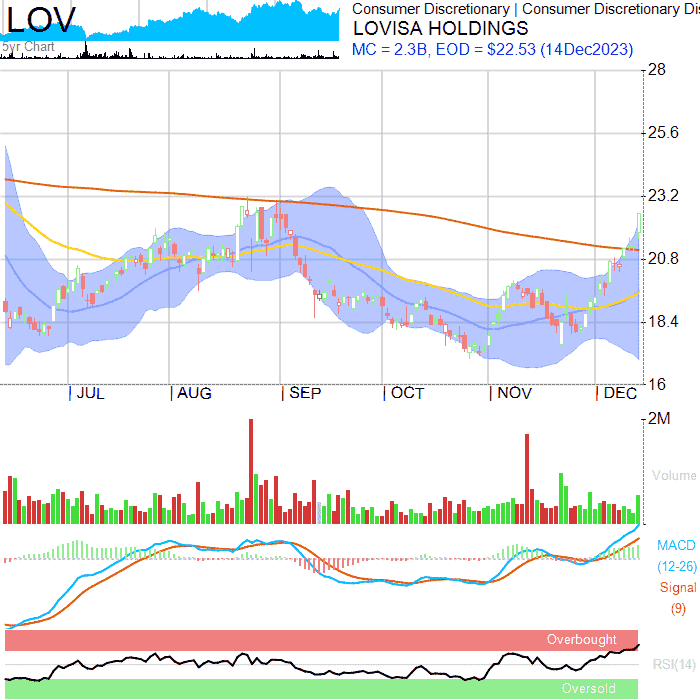 LOV
5yr Chart
Consumer Discretionary | Consumer Discretionary Dis
LOVISA HOLDINGS
MC = 2.3B, EOD = $22.53 (14Dec2023)
28
25.6
23.2
20.8
18.4
16
| JUL | AUG | SEP | OCT | NOV | DEC
2M
Volume
MACD
(12-26)
Signal
(9)
Overbought
RSI(14)
Oversold